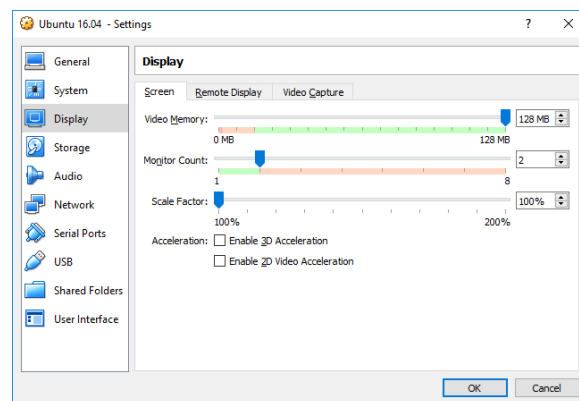 Ubuntu 16.04 - Settings
?
General
System
Display
Storage
Audio
Network
Serial Ports
USB
Shared Folders
User Interface
Display
Screen Remote Display Video Capture
Video Memory: 128 MB
0 MB 128 MB
Monitor Count: 2
1 8
Scale Factor: 100%
100% 200%
Acceleration: Enable 3D Acceleration
Enable 2D Video Acceleration
OK Cancel